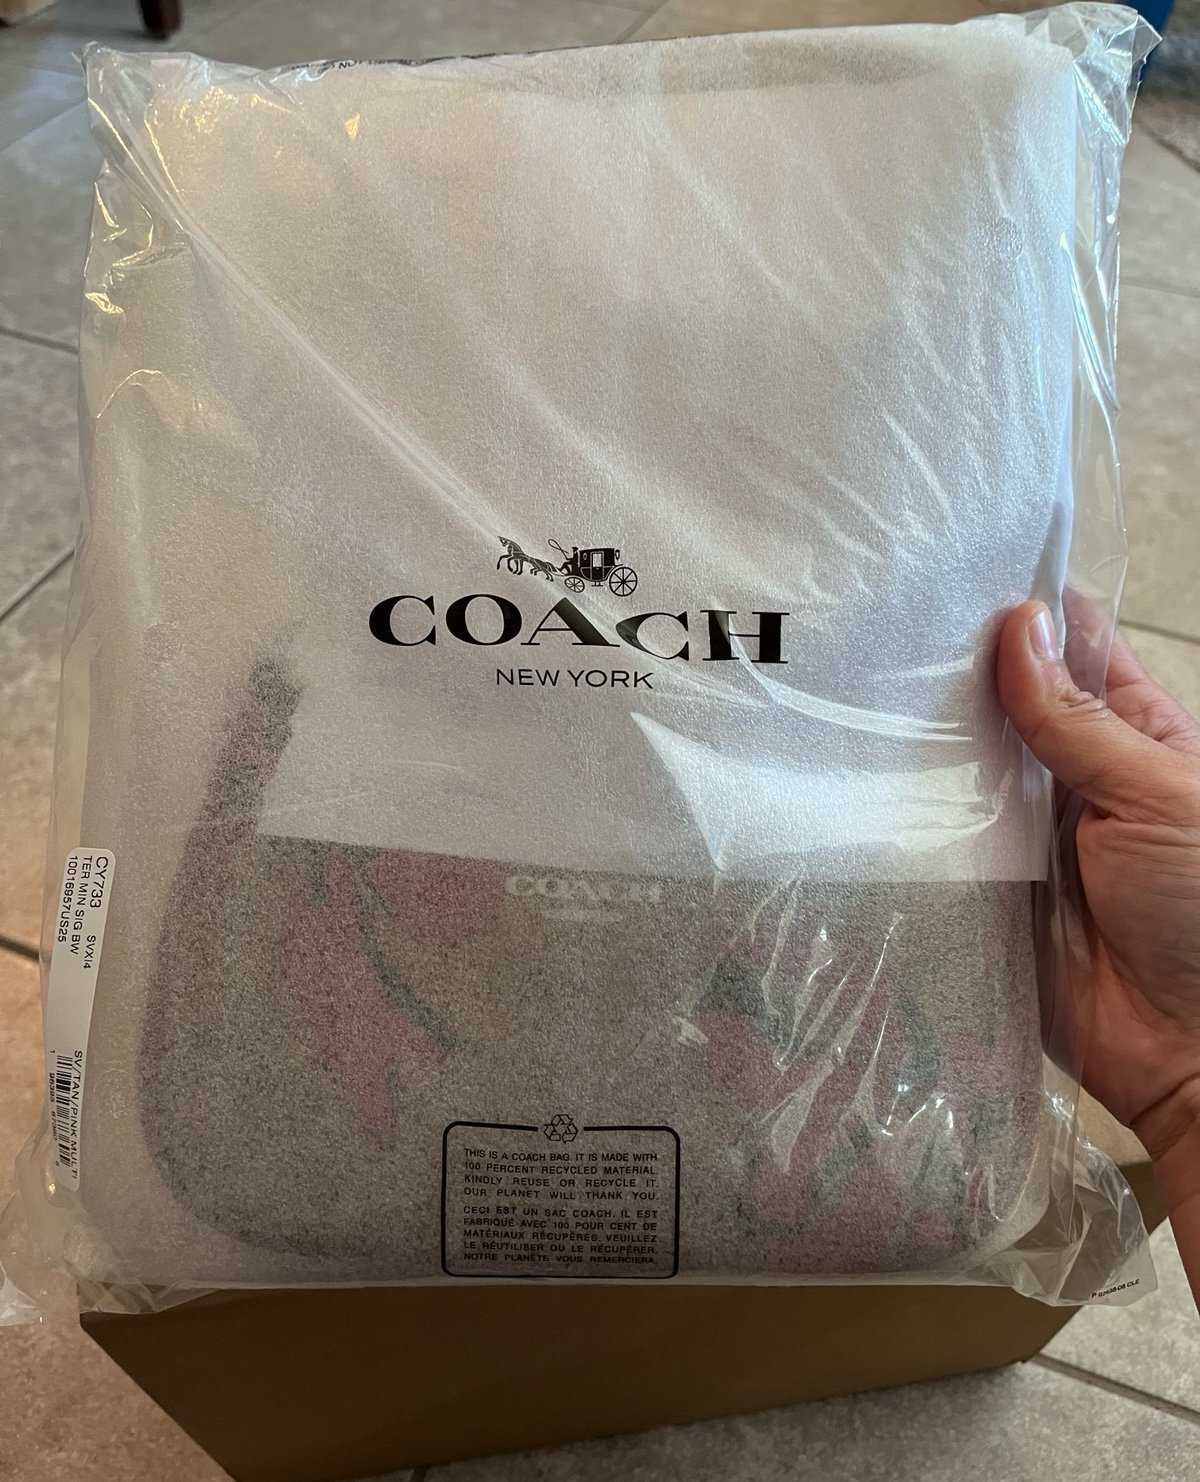 COACH
NEW YORK
COACH
CY733 SVXI4
TER MIN SIG BW
10016957US25
SV/TAN/PINK MULTI
THIS IS A COACH BAG. IT IS MADE WITH
100 PERCENT RECYCLED MATERIAL.
KINDLY REUSE OR RECYCLE IT.
OUR PLANET WILL THANK YOU.
CECI EST UN SAC COACH. IL EST
FABRIQUÉ AVEC 100 POUR CENT DE
MATÉRIAUX RÉCUPÉRÉS. VEUILLEZ
LE RÉUTILISER OU LE RÉCUPÉRER.
NOTRE PLANÈTE VOUS REMERCIERA.